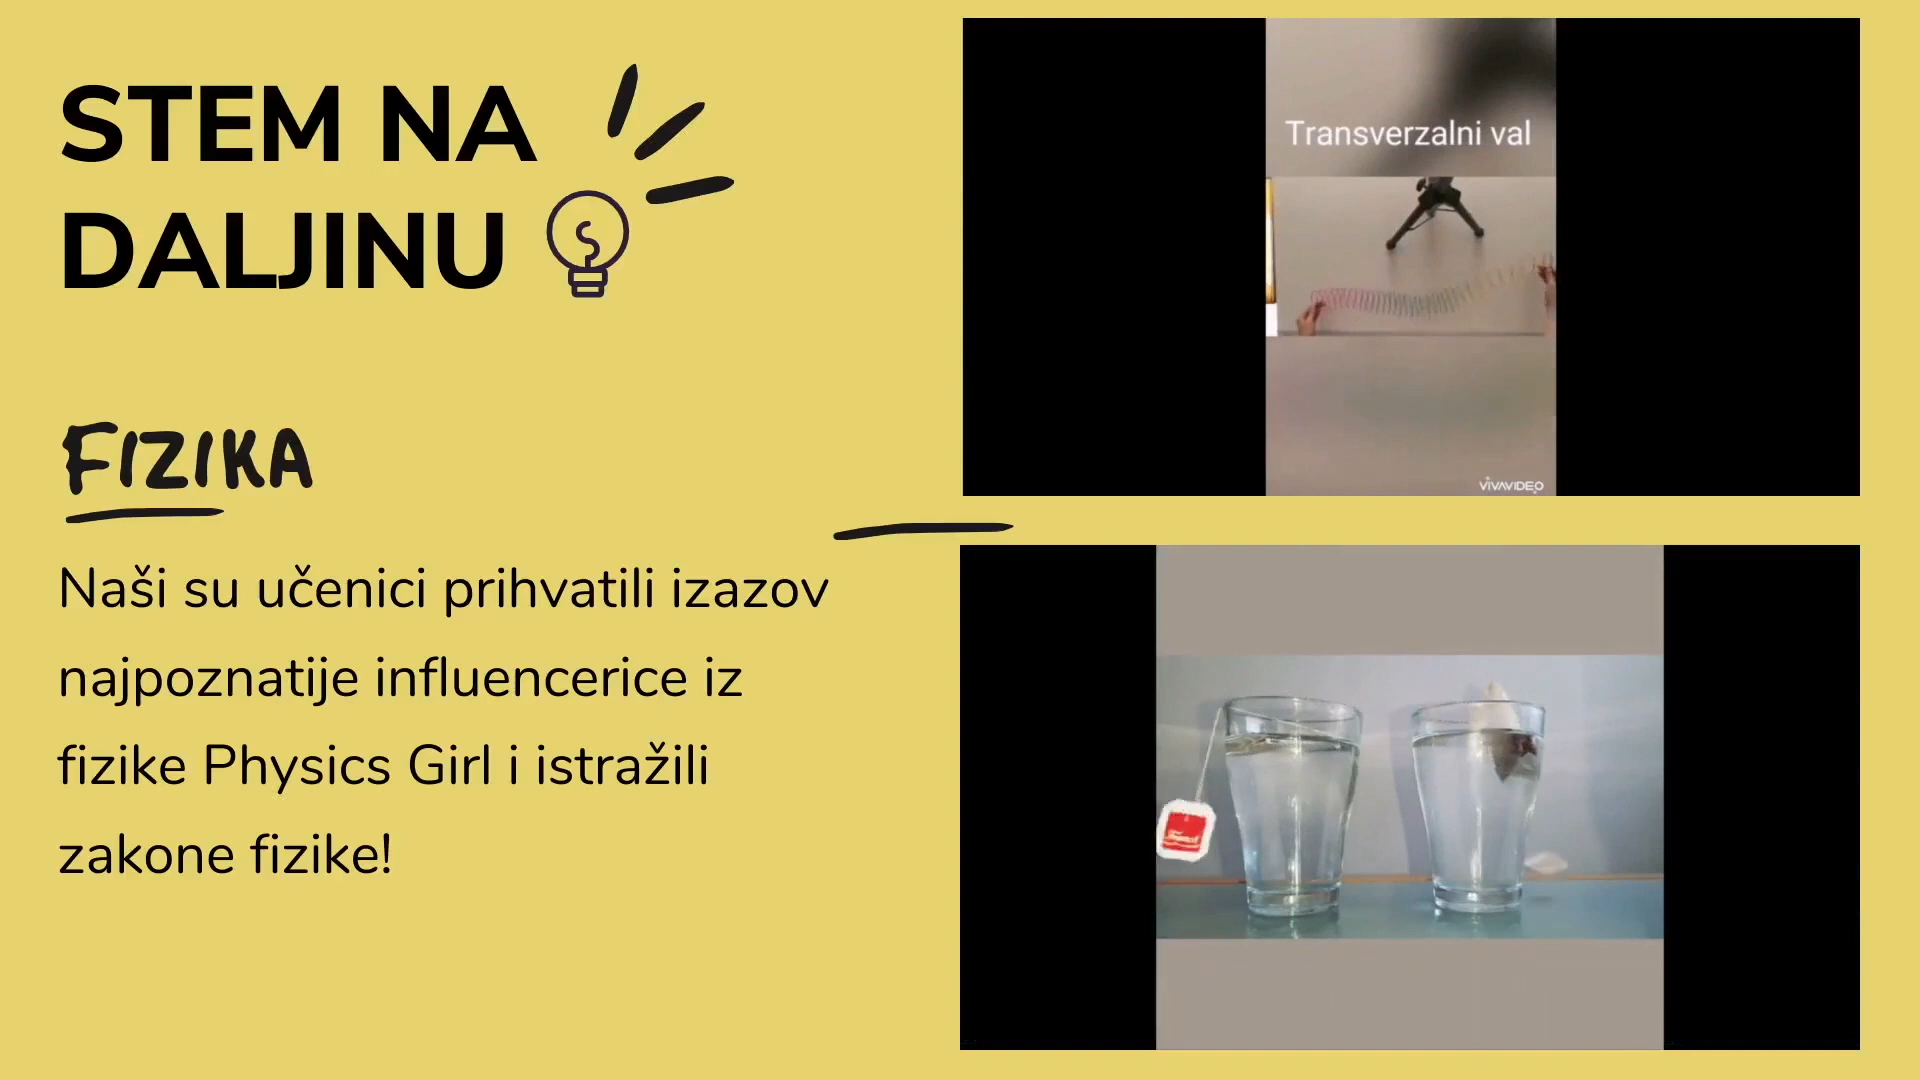 STEM NA
DALJINU
FIZIKA
Naši su učenici prihvatili izazov
najpoznatije influencerice iz
fizike Physics Girl i istražili
zakone fizike!
Transverzalni val
VIVAVIDEO